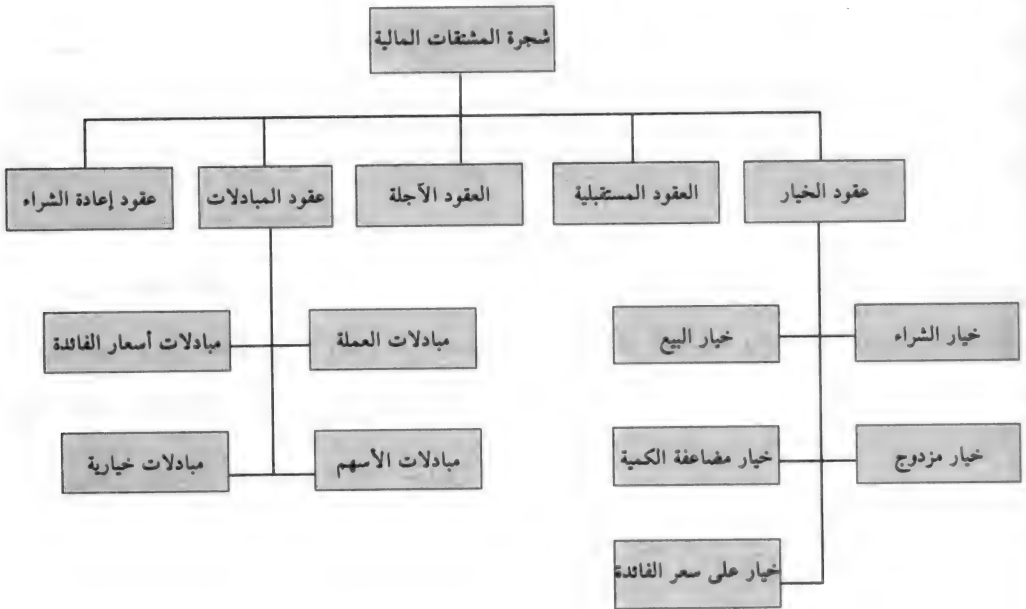 شجرة المشتقات المالية
عقود الخيار
العقود المستقبلية
العقود الآجلة
عقود المبادلات
عقود إعادة الشراء
خيار الشراء
خيار البيع
مبادلات العملة
مبادلات أسعار الفائدة
خيار مزدوج
خيار مضاعفة الكمية
مبادلات الأسهم
مبادلات خيارية
خيار على سعر الفائدة